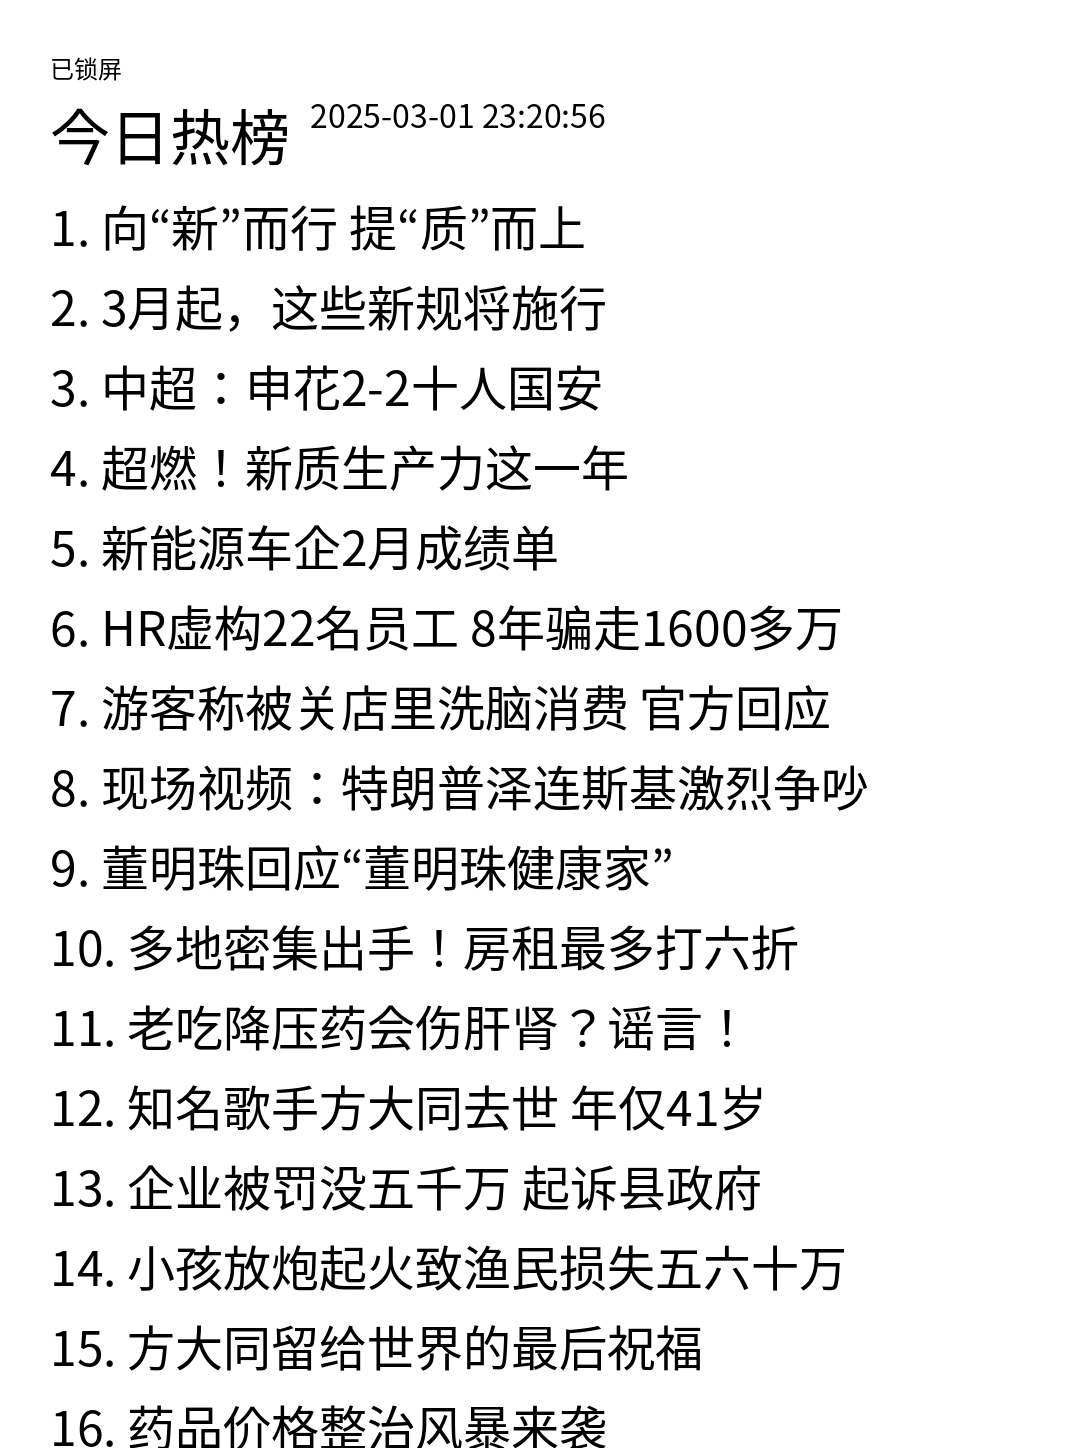 已锁屏
今日热榜 2025-03-01 23:20:56
1. 向“新”而行 提“质”而上
2. 3月起，这些新规将施行
3. 中超：申花2-2十人国安
4. 超燃！新质生产力这一年
5. 新能源车企2月成绩单
6. HR虚构22名员工 8年骗走1600多万
7. 游客称被关店里洗脑消费 官方回应
8. 现场视频：特朗普泽连斯基激烈争吵
9. 董明珠回应“董明珠健康家”
10. 多地密集出手！房租最多打六折
11. 老吃降压药会伤肝肾？谣言！
12. 知名歌手方大同去世 年仅41岁
13. 企业被罚没五千万 起诉县政府
14. 小孩放炮起火致渔民损失五六十万
15. 方大同留给世界的最后祝福
16. 药品价格整治风暴来袭